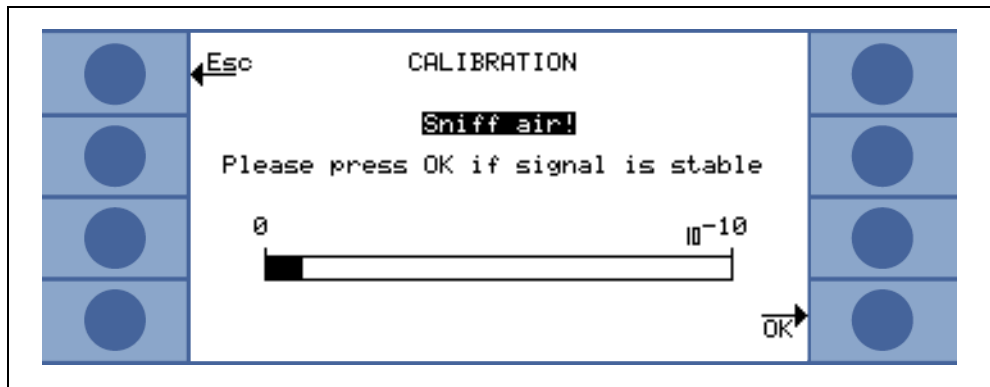 Esc CALIBRATION
Sniff air!
Please press OK if signal is stable
0 10⁻¹⁰
OK